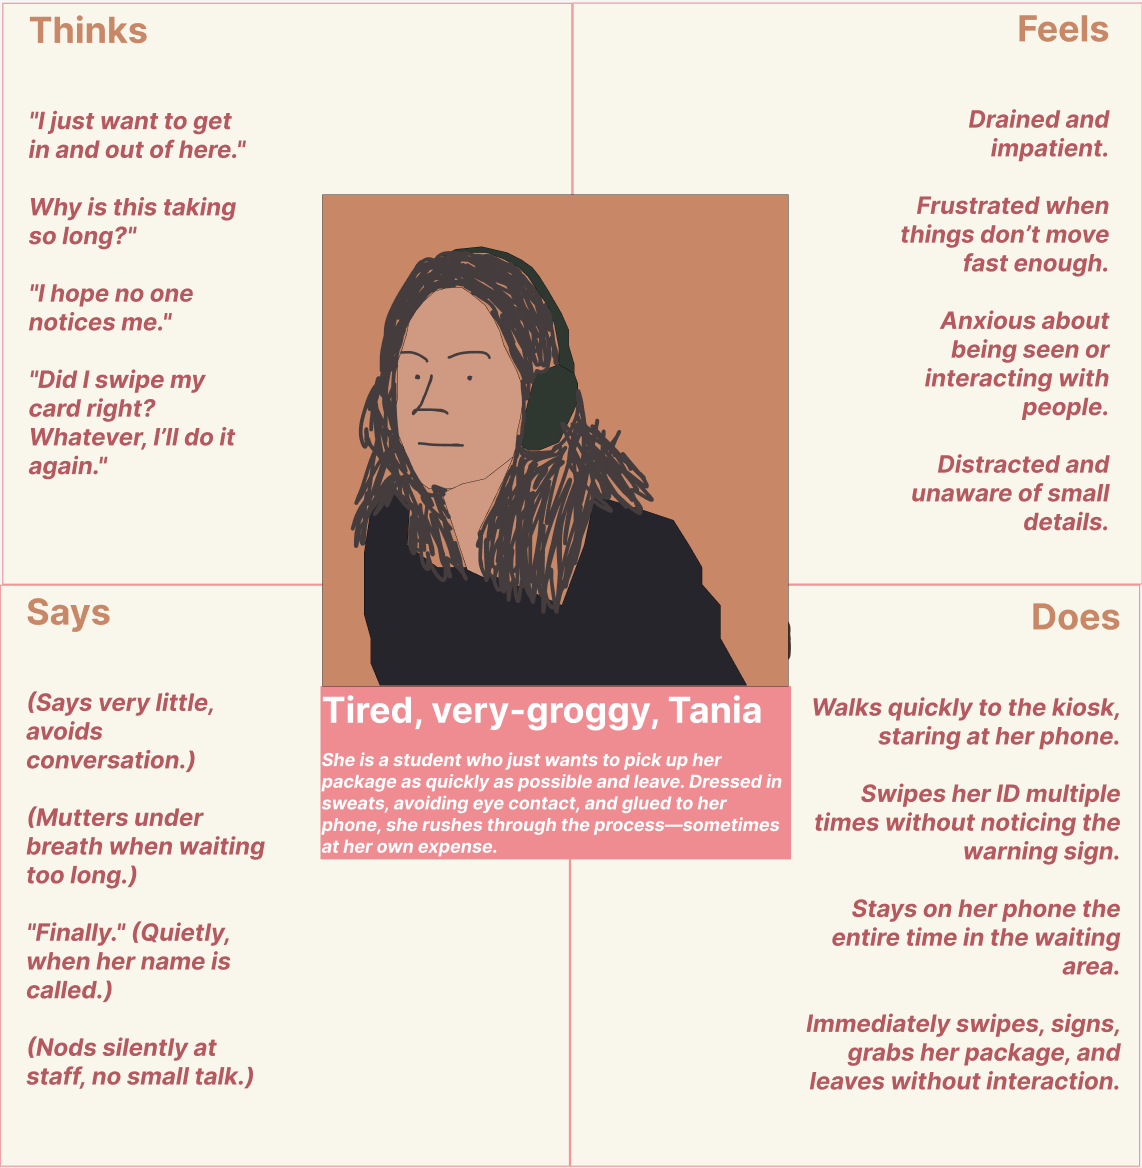 Thinks
"I just want to get
in and out of here."
Why is this taking
so long?"
"I hope no one
notices me."
"Did I swipe my
card right?
Whatever, I’ll do it
again."
Feels
Drained and
impatient.
Frustrated when
things don’t move
fast enough.
Anxious about
being seen or
interacting with
people.
Distracted and
unaware of small
details.
Tired, very-groggy, Tania
She is a student who just wants to pick up her
package as quickly as possible and leave. Dressed in
sweats, avoiding eye contact, and glued to her
phone, she rushes through the process—sometimes
at her own expense.
Says
(Says very little,
avoids
conversation.)
(Mutters under
breath when waiting
too long.)
"Finally." (Quietly,
when her name is
called.)
(Nods silently at
staff, no small talk.)
Does
Walks quickly to the kiosk,
staring at her phone.
Swipes her ID multiple
times without noticing the
warning sign.
Stays on her phone the
entire time in the waiting
area.
Immediately swipes, signs,
grabs her package, and
leaves without interaction.